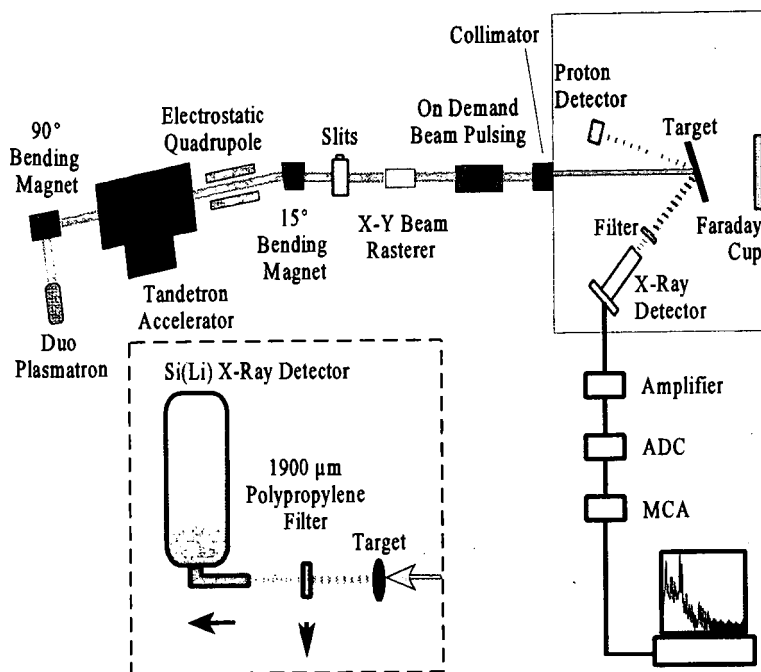 Collimator
Proton
Detector
Target
On Demand
Beam Pulsing
Slits
Electrostatic
Quadrupole
90°
Bending
Magnet
15°
Bending
Magnet
X-Y Beam
Rasterer
Filter
Faraday
Cup
X-Ray
Detector
Tandetron
Accelerator
Duo
Plasmatron
Si(Li) X-Ray Detector
1900 µm
Polypropylene
Filter
Target
Amplifier
ADC
MCA